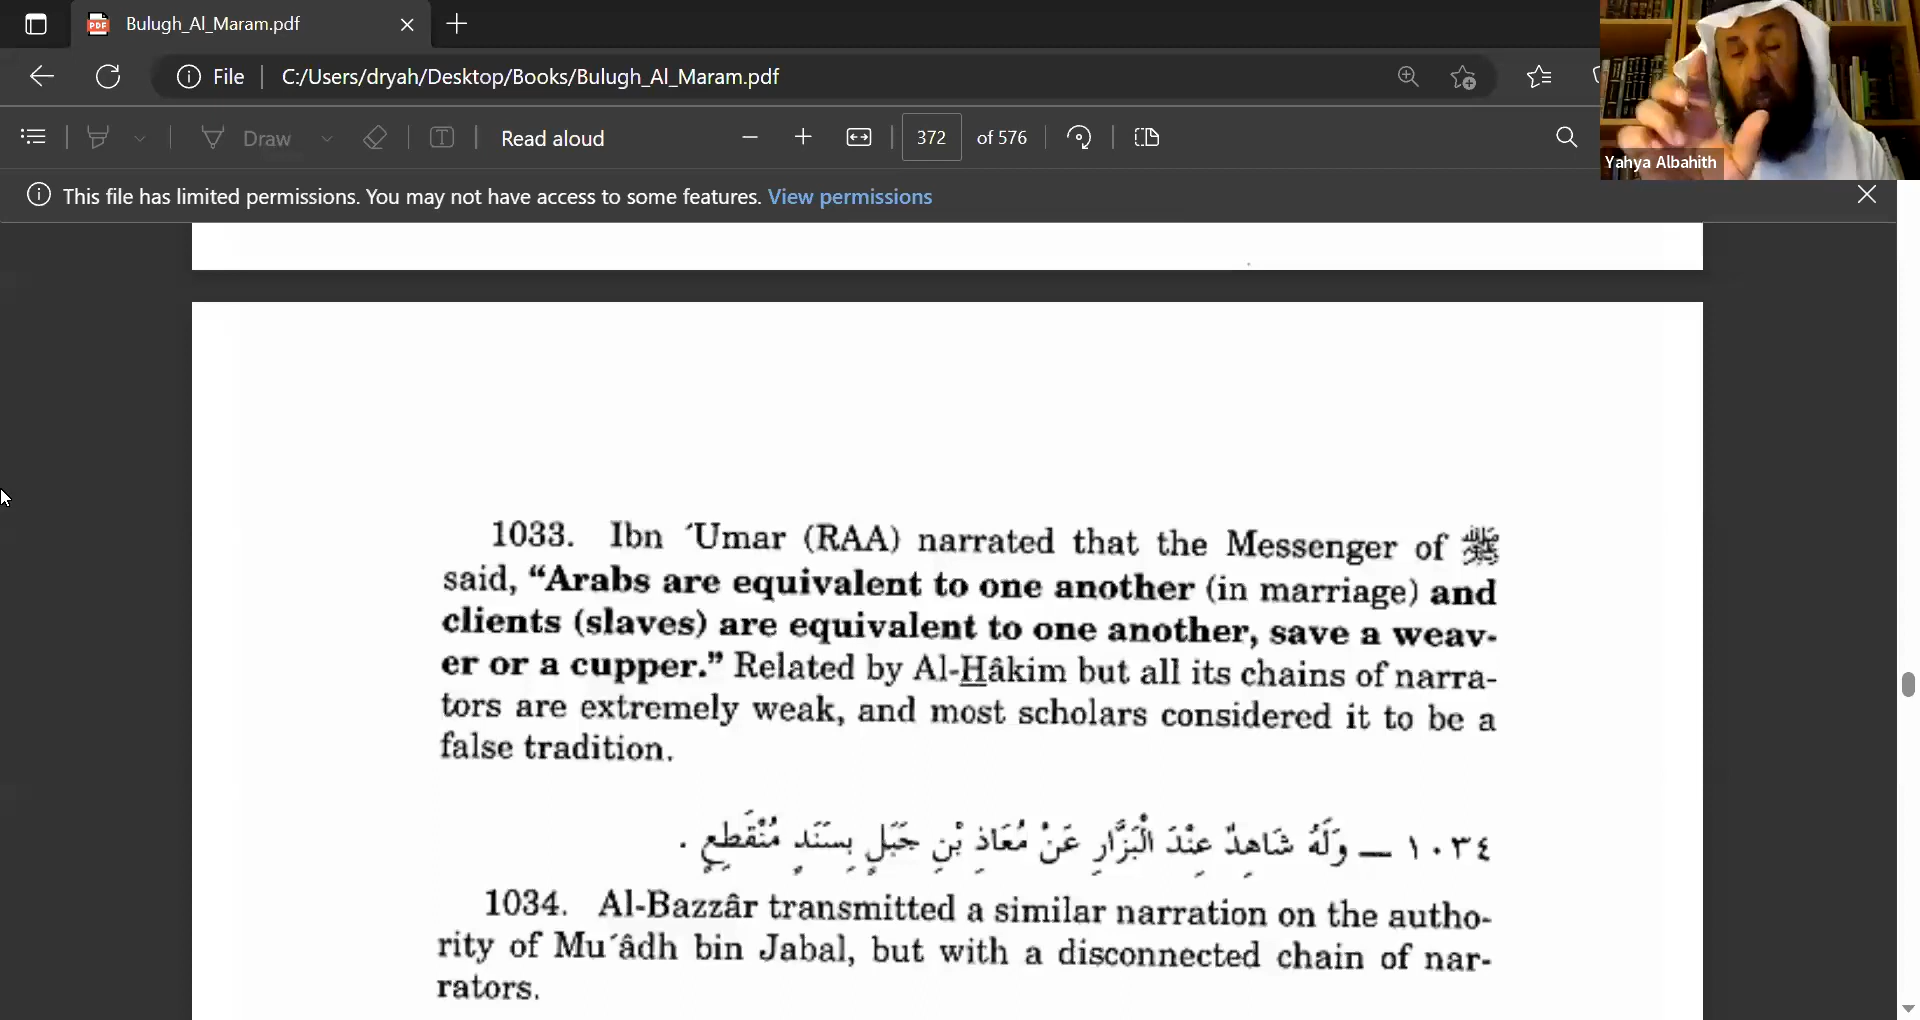 Bulugh_Al_Maram.pdf
File
C:/Users/dryah/Desktop/Books/Bulugh_Al_Maram.pdf
Draw
Read aloud
372 of 576
Yahya Albahith
This file has limited permissions. You may not have access to some features. View permissions
1033. Ibn ´Umar (RAA) narrated that the Messenger of ﷺ
said, “Arabs are equivalent to one another (in marriage) and
clients (slaves) are equivalent to one another, save a weav-
er or a cupper.” Related by Al-Hâkim but all its chains of narra-
tors are extremely weak, and most scholars considered it to be a
false tradition.
١٠٣٤ — وَلَهُ شَاهِدٌ عِنْدَ الْبَزَّارِ عَنْ مُعَاذِ بْنِ جَبَلٍ بِسَنَدٍ مُنْقَطِعٍ .
1034. Al-Bazzâr transmitted a similar narration on the autho-
rity of Mu´âdh bin Jabal, but with a disconnected chain of nar-
rators.